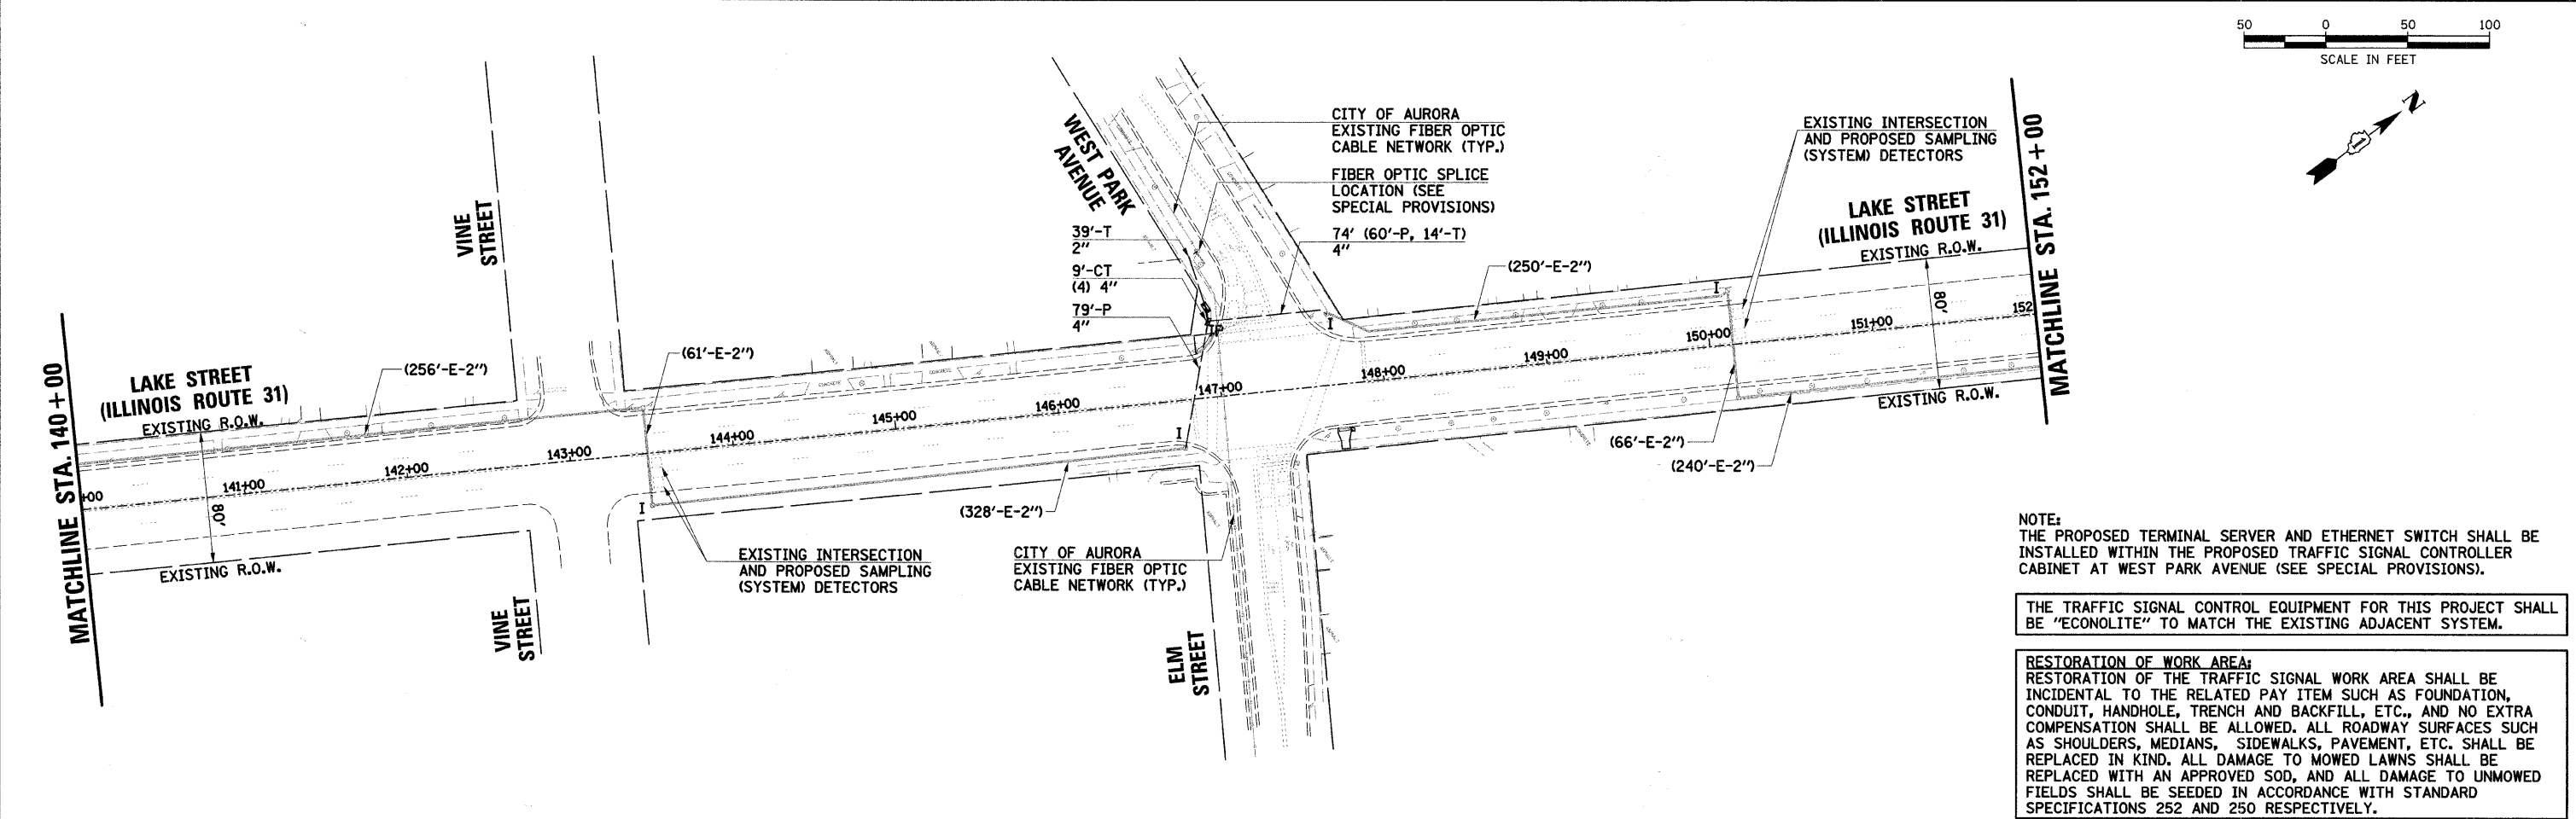 50 0 50 100
SCALE IN FEET
N
MATCHLINE STA. 140+00
LAKE STREET
(ILLINOIS ROUTE 31)
EXISTING R.O.W.
80'
EXISTING R.O.W.
(256'-E-2")
VINE
STREET
VINE
STREET
(61'-E-2")
+00
141+00
142+00
143+00
144+00
145+00
146+00
147+00
148+00
149+00
150+00
151+00
152
I
EXISTING INTERSECTION
AND PROPOSED SAMPLING
(SYSTEM) DETECTORS
(328'-E-2")
CITY OF AURORA
EXISTING FIBER OPTIC
CABLE NETWORK (TYP.)
CONCRETE
CONCRETE
WEST PARK
AVENUE
39'-T
2"
9'-CT
(4) 4"
79'-P
4"
I
ELM
STREET
CITY OF AURORA
EXISTING FIBER OPTIC
CABLE NETWORK (TYP.)
FIBER OPTIC SPLICE
LOCATION (SEE
SPECIAL PROVISIONS)
74' (60'-P, 14'-T)
4"
I
(250'-E-2")
I
EXISTING INTERSECTION
AND PROPOSED SAMPLING
(SYSTEM) DETECTORS
(66'-E-2")
(240'-E-2")
LAKE STREET
(ILLINOIS ROUTE 31)
EXISTING R.O.W.
80'
EXISTING R.O.W.
MATCHLINE STA. 152+00
NOTE:
THE PROPOSED TERMINAL SERVER AND ETHERNET SWITCH SHALL BE
INSTALLED WITHIN THE PROPOSED TRAFFIC SIGNAL CONTROLLER
CABINET AT WEST PARK AVENUE (SEE SPECIAL PROVISIONS).
THE TRAFFIC SIGNAL CONTROL EQUIPMENT FOR THIS PROJECT SHALL
BE "ECONOLITE" TO MATCH THE EXISTING ADJACENT SYSTEM.
RESTORATION OF WORK AREA:
RESTORATION OF THE TRAFFIC SIGNAL WORK AREA SHALL BE
INCIDENTAL TO THE RELATED PAY ITEM SUCH AS FOUNDATION,
CONDUIT, HANDHOLE, TRENCH AND BACKFILL, ETC., AND NO EXTRA
COMPENSATION SHALL BE ALLOWED. ALL ROADWAY SURFACES SUCH
AS SHOULDERS, MEDIANS, SIDEWALKS, PAVEMENT, ETC. SHALL BE
REPLACED IN KIND. ALL DAMAGE TO MOWED LAWNS SHALL BE
REPLACED WITH AN APPROVED SOD, AND ALL DAMAGE TO UNMOWED
FIELDS SHALL BE SEEDED IN ACCORDANCE WITH STANDARD
SPECIFICATIONS 252 AND 250 RESPECTIVELY.